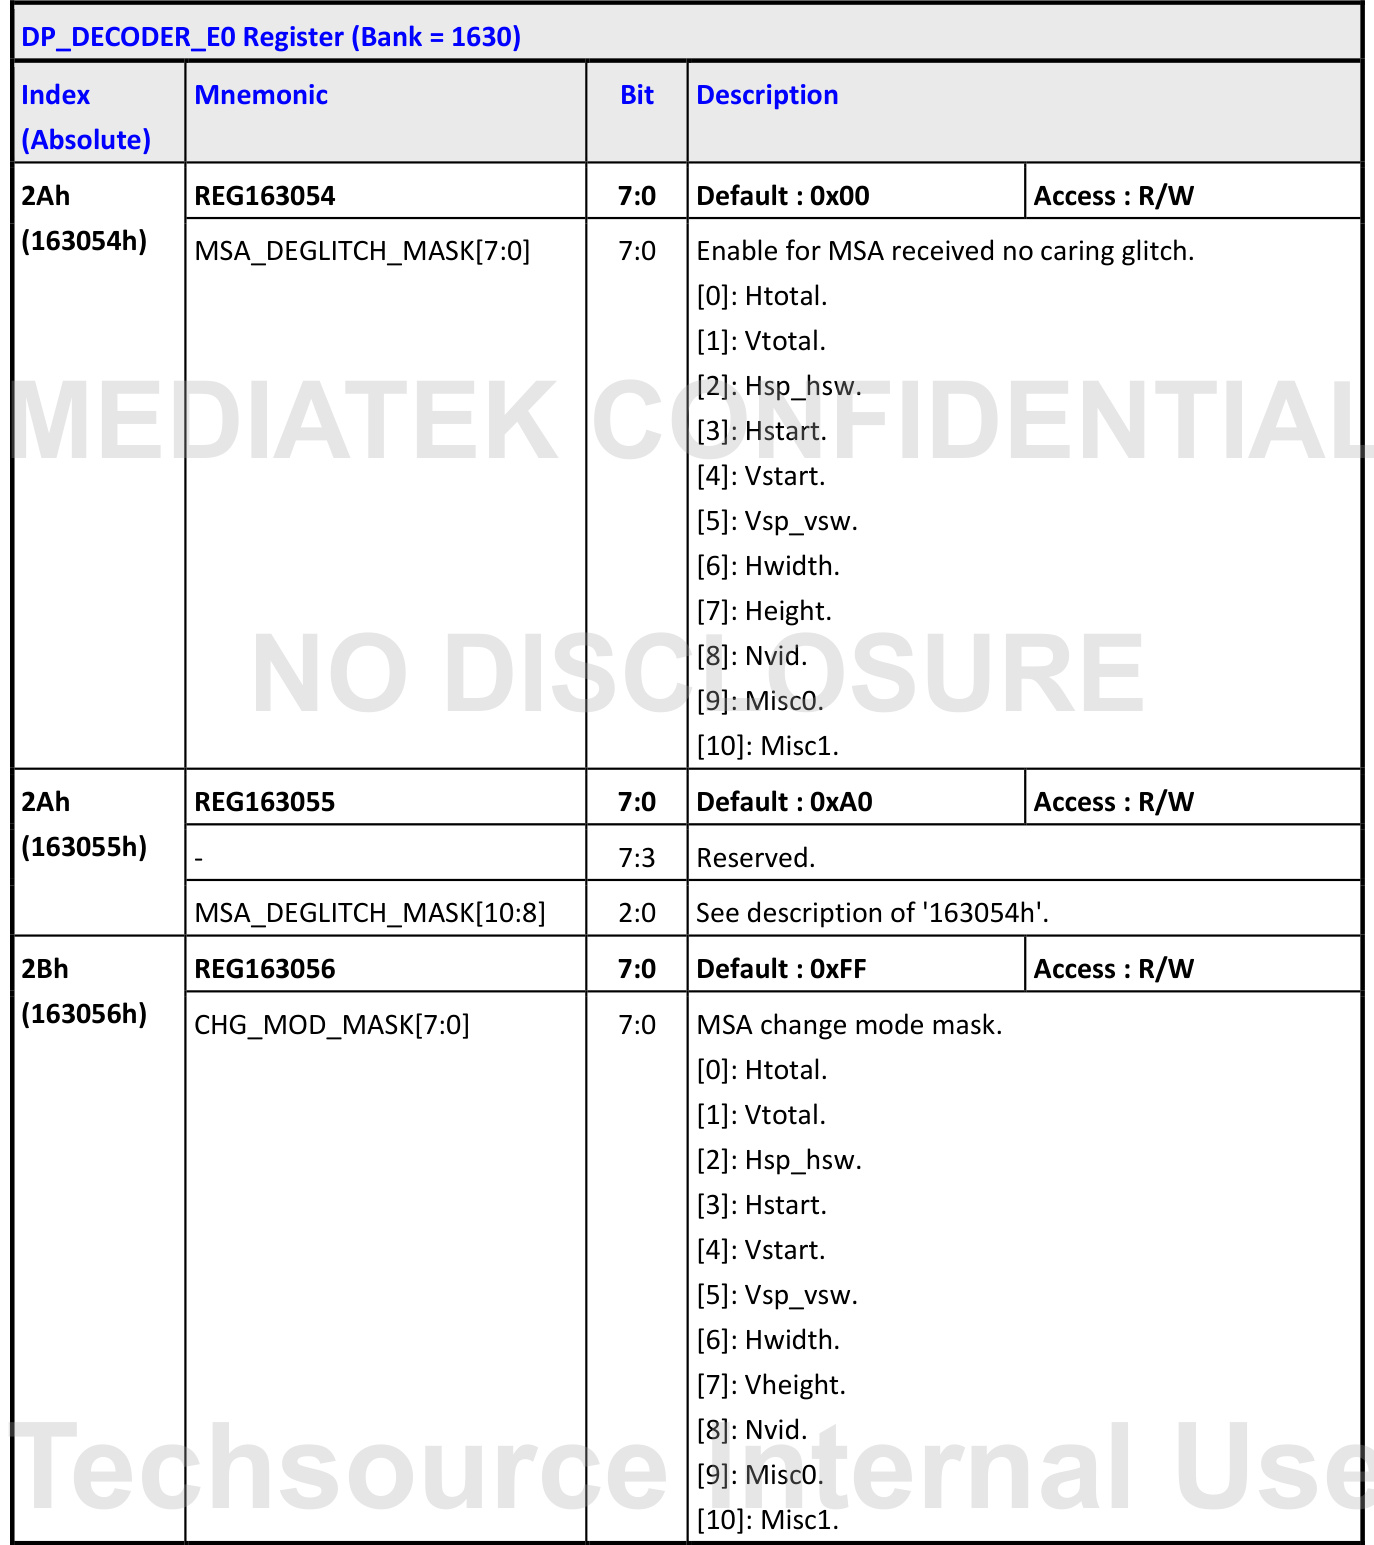 DP_DECODER_E0 Register (Bank = 1630)
Index (Absolute) Mnemonic Bit Description
2Ah (163054h) REG163054 7:0 Default : 0x00 Access : R/W
MSA_DEGLITCH_MASK[7:0] 7:0 Enable for MSA received no caring glitch.
[0]: Htotal.
[1]: Vtotal.
[2]: Hsp_hsw.
[3]: Hstart.
[4]: Vstart.
[5]: Vsp_vsw.
[6]: Hwidth.
[7]: Height.
[8]: Nvid.
[9]: Misc0.
[10]: Misc1.
2Ah (163055h) REG163055 7:0 Default : 0xA0 Access : R/W
- 7:3 Reserved.
MSA_DEGLITCH_MASK[10:8] 2:0 See description of '163054h'.
2Bh (163056h) REG163056 7:0 Default : 0xFF Access : R/W
CHG_MOD_MASK[7:0] 7:0 MSA change mode mask.
[0]: Htotal.
[1]: Vtotal.
[2]: Hsp_hsw.
[3]: Hstart.
[4]: Vstart.
[5]: Vsp_vsw.
[6]: Hwidth.
[7]: Vheight.
[8]: Nvid.
[9]: Misc0.
[10]: Misc1.
MEDIATEK CONFIDENTIAL
NO DISCLOSURE
Techsource Internal Use